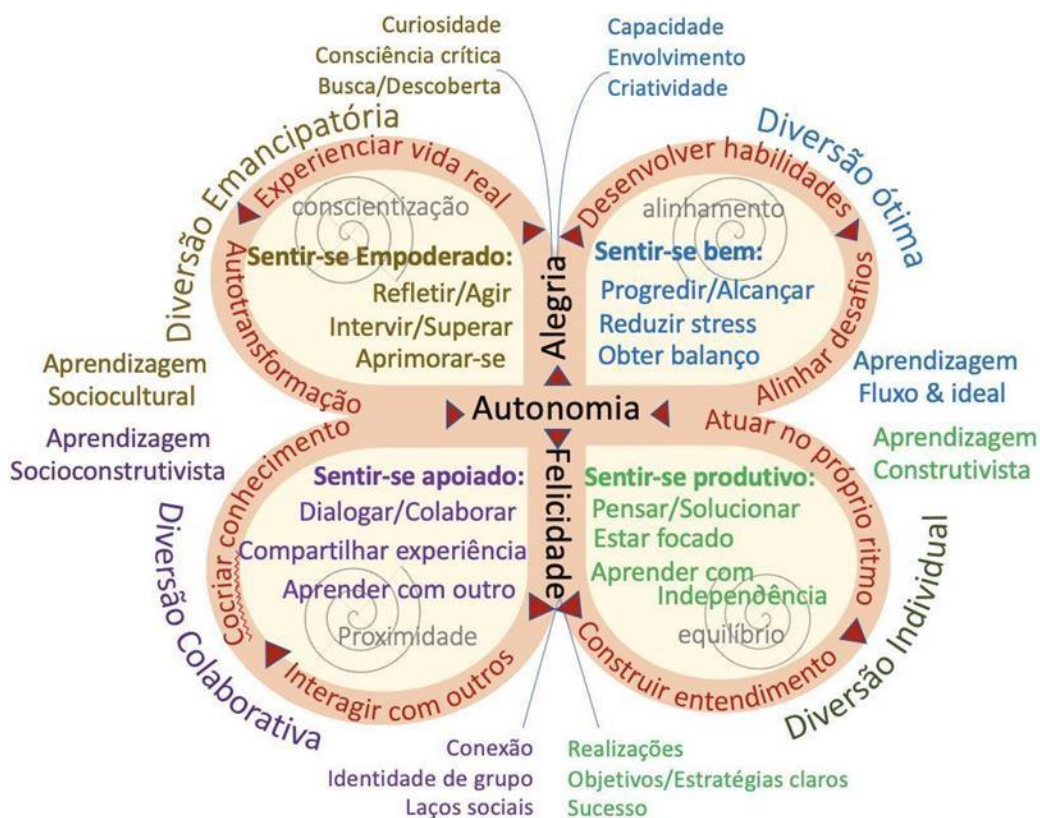 Curiosidade
Consciência crítica
Busca/Descoberta
Capacidade
Envolvimento
Criatividade
Diversão Emancipatória
Experienciar vida real
Autotransformação
conscientização
Sentir-se Empoderado:
Refletir/Agir
Intervir/Superar
Aprimorar-se
Diversão ótima
Desenvolver habilidades
Alinhar desafios
alinhamento
Sentir-se bem:
Progredir/Alcançar
Reduzir stress
Obter balanço
Alegria
Autonomia
Felicidade
Aprendizagem
Sociocultural
Aprendizagem
Fluxo & ideal
Aprendizagem
Socioconstrutivista
Aprendizagem
Construtivista
Diversão Colaborativa
Cocriar conhecimento
Interagir com outros
Sentir-se apoiado:
Dialogar/Colaborar
Compartilhar experiência
Aprender com outro
Proximidade
Diversão Individual
Atuar no próprio ritmo
Construir entendimento
Sentir-se produtivo:
Pensar/Solucionar
Estar focado
Aprender com
Independência
equilíbrio
Conexão
Identidade de grupo
Laços sociais
Realizações
Objetivos/Estratégias claros
Sucesso